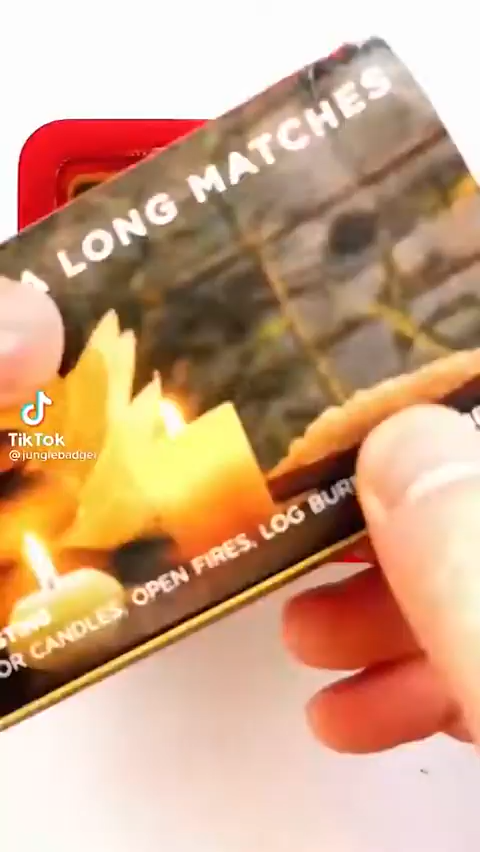 A LONG MATCHES
TikTok
@junglebadger
OR CANDLES, OPEN FIRES, LOG BUR